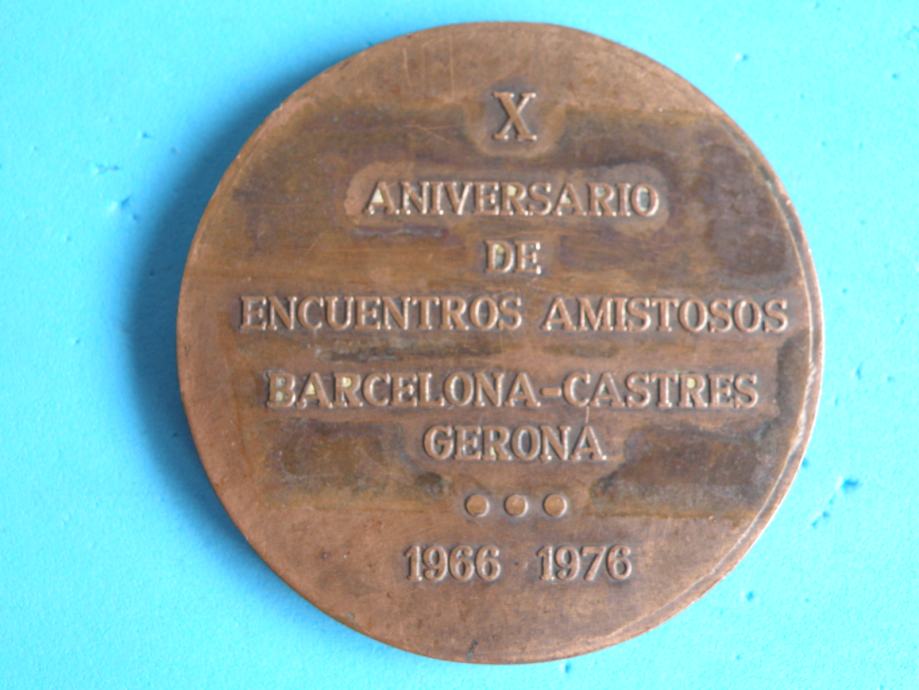 X
ANIVERSARIO
DE
ENCUENTROS AMISTOSOS
BARCELONA-CASTRES
GERONA
1966 1976